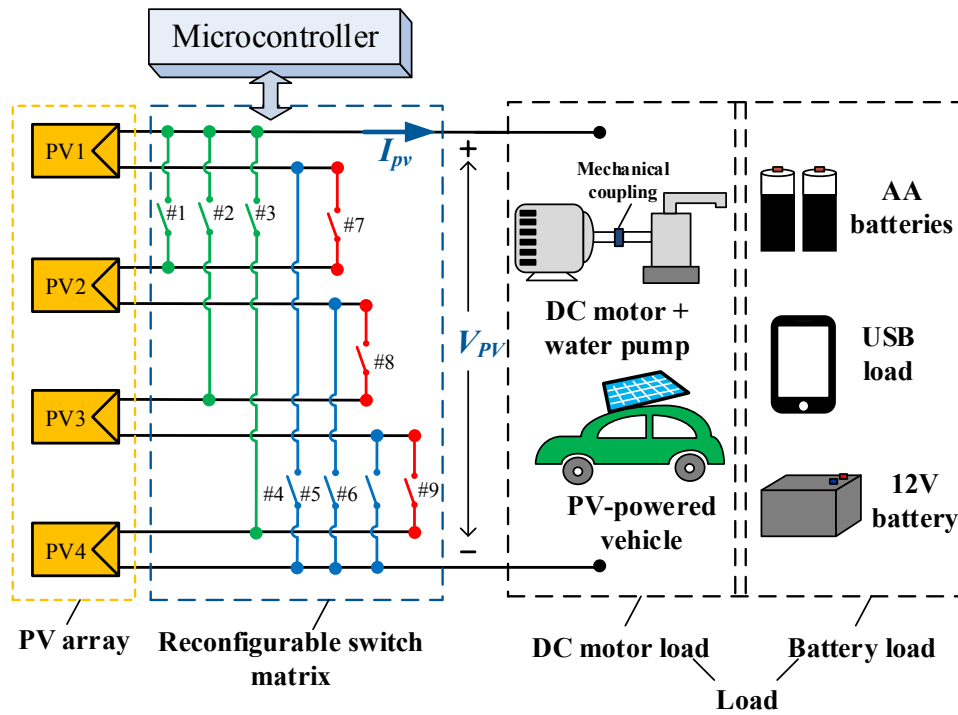 Microcontroller
PV1
PV2
PV3
PV4
#1
#2
#3
#7
#8
#4
#5
#6
#9
I_pv
+
V_PV
−
Mechanical
coupling
DC motor +
water pump
PV-powered
vehicle
AA
batteries
USB
load
12V
battery
PV array
Reconfigurable switch
matrix
DC motor load
Battery load
Load